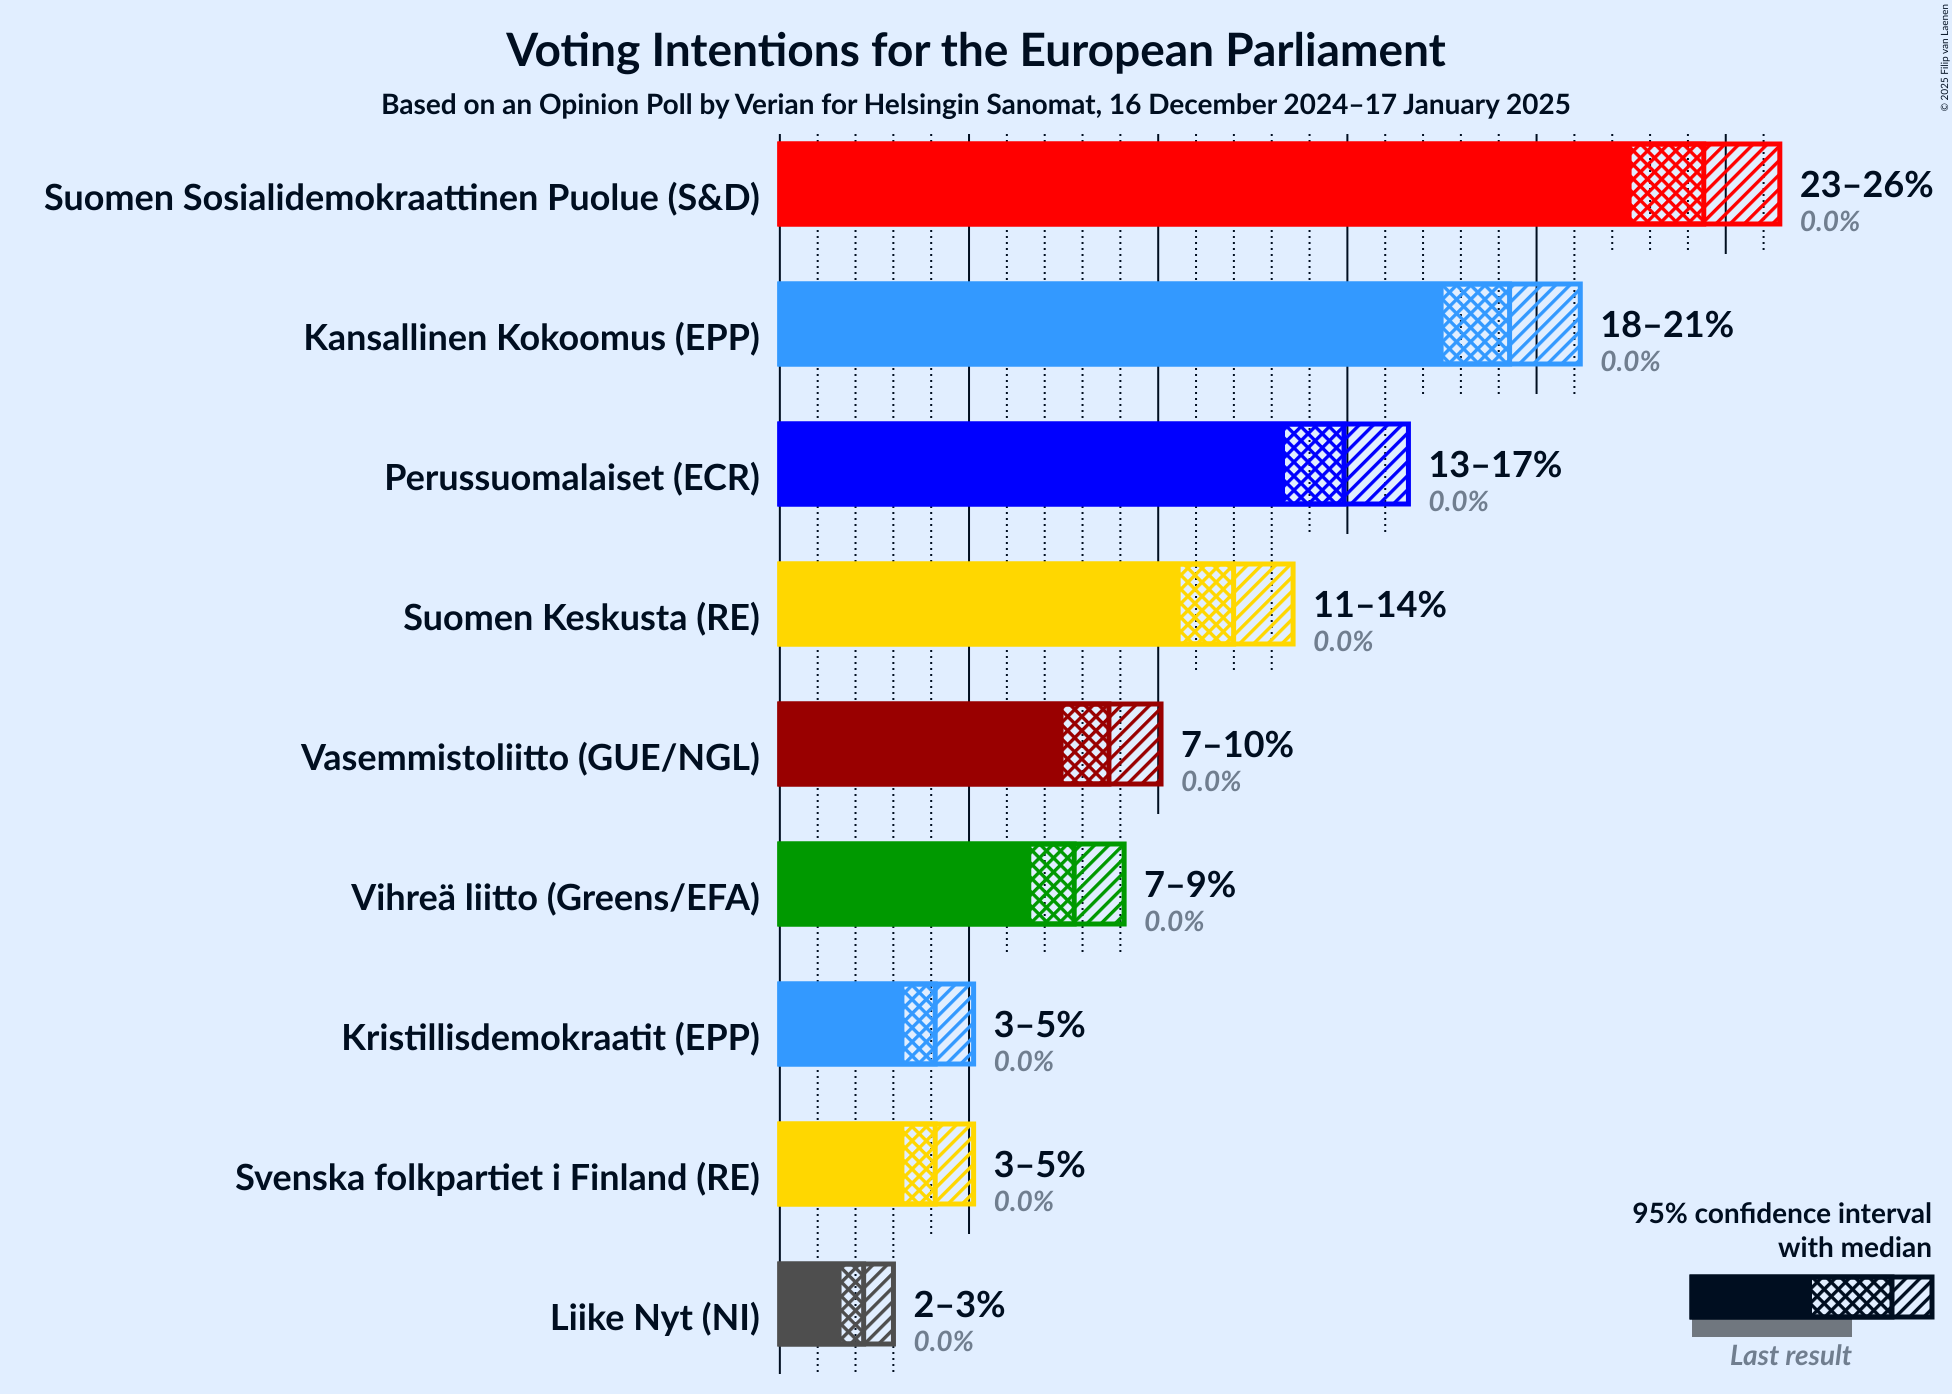 Voting Intentions for the European Parliament
Based on an Opinion Poll by Verian for Helsingin Sanomat, 16 December 2024–17 January 2025
© 2025 Filip van Laenen
Suomen Sosialidemokraattinen Puolue (S&D)
23–26%
0.0%
Kansallinen Kokoomus (EPP)
18–21%
0.0%
Perussuomalaiset (ECR)
13–17%
0.0%
Suomen Keskusta (RE)
11–14%
0.0%
Vasemmistoliitto (GUE/NGL)
7–10%
0.0%
Vihreä liitto (Greens/EFA)
7–9%
0.0%
Kristillisdemokraatit (EPP)
3–5%
0.0%
Svenska folkpartiet i Finland (RE)
3–5%
0.0%
Liike Nyt (NI)
2–3%
0.0%
95% confidence interval
with median
Last result